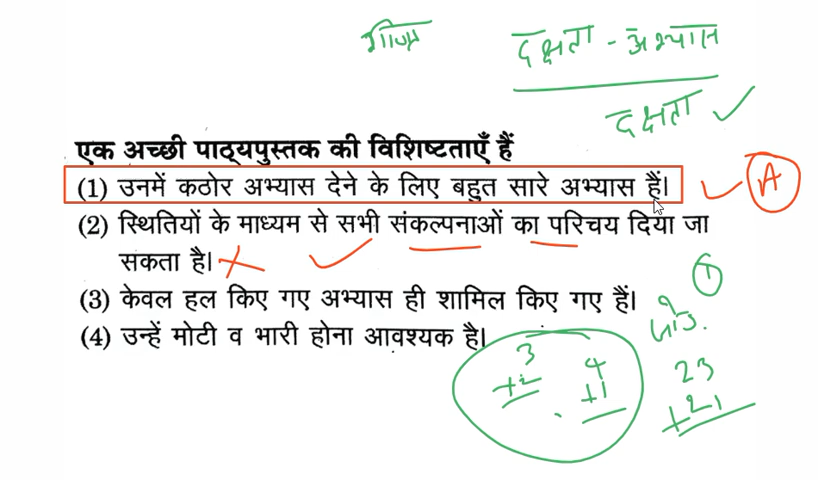 गणित
दक्षता - अभ्यास
दक्षता
एक अच्छी पाठ्यपुस्तक की विशिष्टताएँ हैं
(1) उनमें कठोर अभ्यास देने के लिए बहुत सारे अभ्यास हैं।
A
(2) स्थितियों के माध्यम से सभी संकल्पनाओं का परिचय दिया जा
सकता है।
(3) केवल हल किए गए अभ्यास ही शामिल किए गए हैं।
(4) उन्हें मोटी व भारी होना आवश्यक है।
T
जोड़
3
+2
4
+1
23
+21